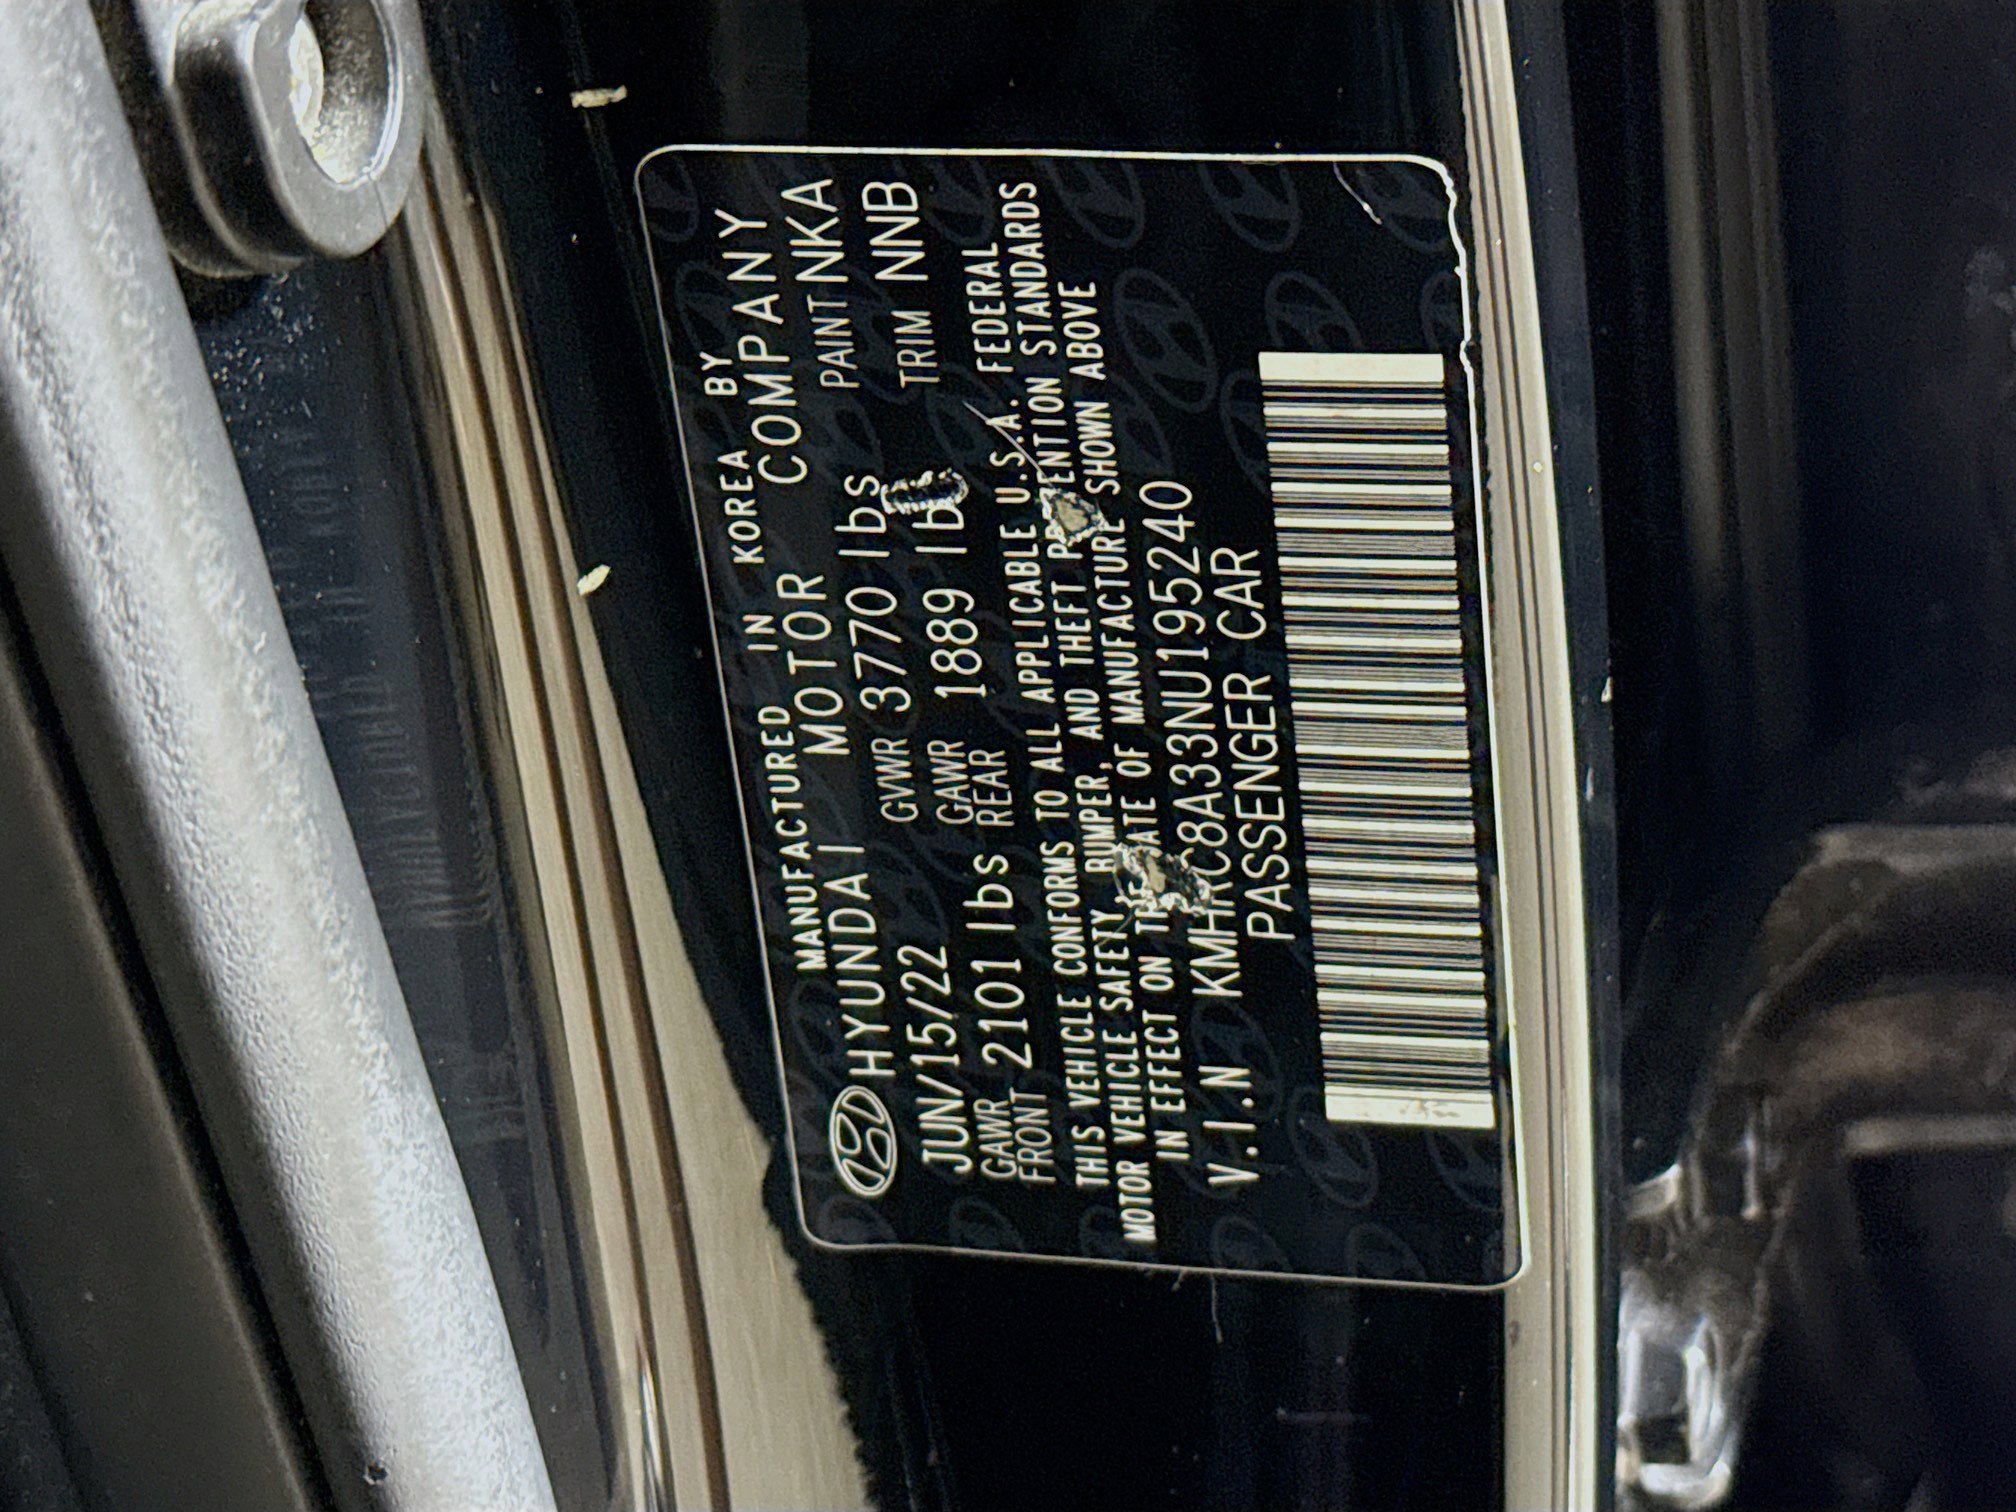 MANUFACTURED IN KOREA BY
HYUNDAI MOTOR COMPANY
JUN/15/22 GVWR 3770 lbs PAINT NKA
GAWR FRONT 2101 lbs GAWR REAR 1889 lb TRIM NNB
THIS VEHICLE CONFORMS TO ALL APPLICABLE U.S.A. FEDERAL
MOTOR VEHICLE SAFETY, BUMPER, AND THEFT PREVENTION STANDARDS
IN EFFECT ON THE DATE OF MANUFACTURE SHOWN ABOVE
V.I.N KMHRC8A33NU195240
PASSENGER CAR